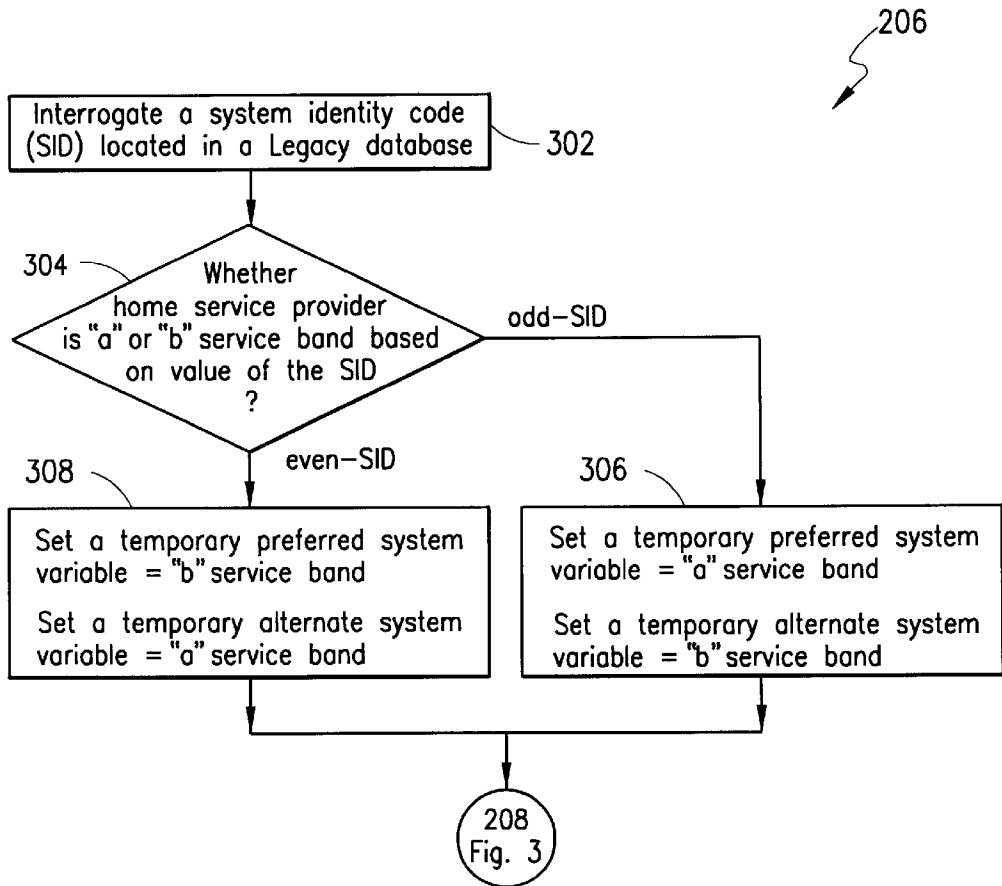 206
Interrogate a system identity code
(SID) located in a Legacy database
302
304
Whether
home service provider
is "a" or "b" service band based
on value of the SID
?
odd-SID
even-SID
308
Set a temporary preferred system
variable = "b" service band
Set a temporary alternate system
variable = "a" service band
306
Set a temporary preferred system
variable = "a" service band
Set a temporary alternate system
variable = "b" service band
208
Fig. 3